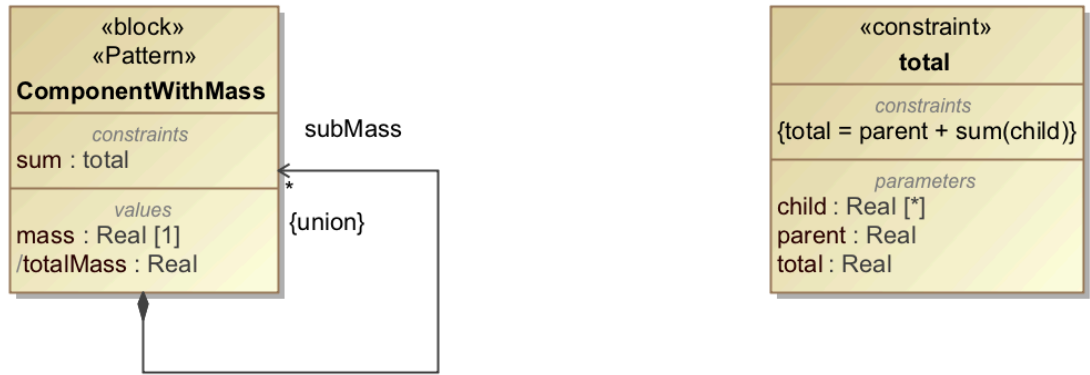 «block»
«Pattern»
ComponentWithMass
constraints
sum : total
values
mass : Real [1]
/totalMass : Real
subMass
*
{union}
«constraint»
total
constraints
{total = parent + sum(child)}
parameters
child : Real [*]
parent : Real
total : Real